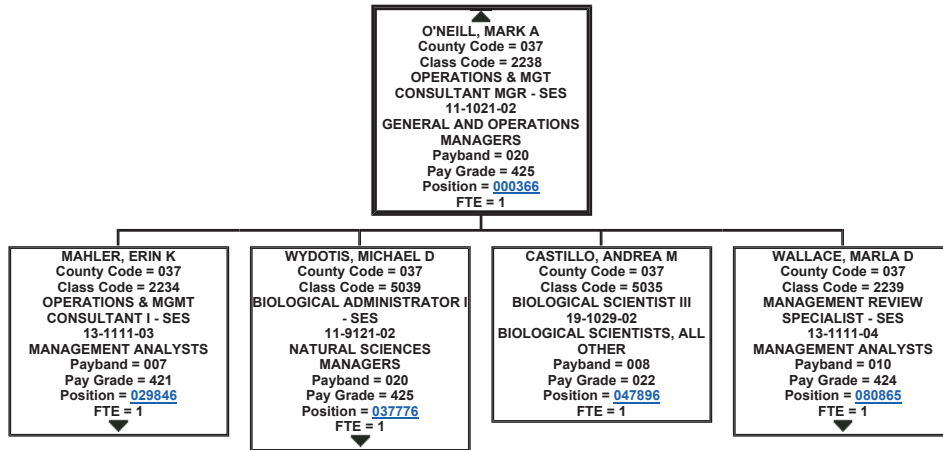 O'NEILL, MARK A
County Code = 037
Class Code = 2238
OPERATIONS & MGT
CONSULTANT MGR - SES
11-1021-02
GENERAL AND OPERATIONS
MANAGERS
Payband = 020
Pay Grade = 425
Position = 000366
FTE = 1
MAHLER, ERIN K
County Code = 037
Class Code = 2234
OPERATIONS & MGMT
CONSULTANT I - SES
13-1111-03
MANAGEMENT ANALYSTS
Payband = 007
Pay Grade = 421
Position = 029846
FTE = 1
WYDOTIS, MICHAEL D
County Code = 037
Class Code = 5039
BIOLOGICAL ADMINISTRATOR I
- SES
11-9121-02
NATURAL SCIENCES
MANAGERS
Payband = 020
Pay Grade = 425
Position = 037776
FTE = 1
CASTILLO, ANDREA M
County Code = 037
Class Code = 5035
BIOLOGICAL SCIENTIST III
19-1029-02
BIOLOGICAL SCIENTISTS, ALL
OTHER
Payband = 008
Pay Grade = 022
Position = 047896
FTE = 1
WALLACE, MARLA D
County Code = 037
Class Code = 2239
MANAGEMENT REVIEW
SPECIALIST - SES
13-1111-04
MANAGEMENT ANALYSTS
Payband = 010
Pay Grade = 424
Position = 080865
FTE = 1